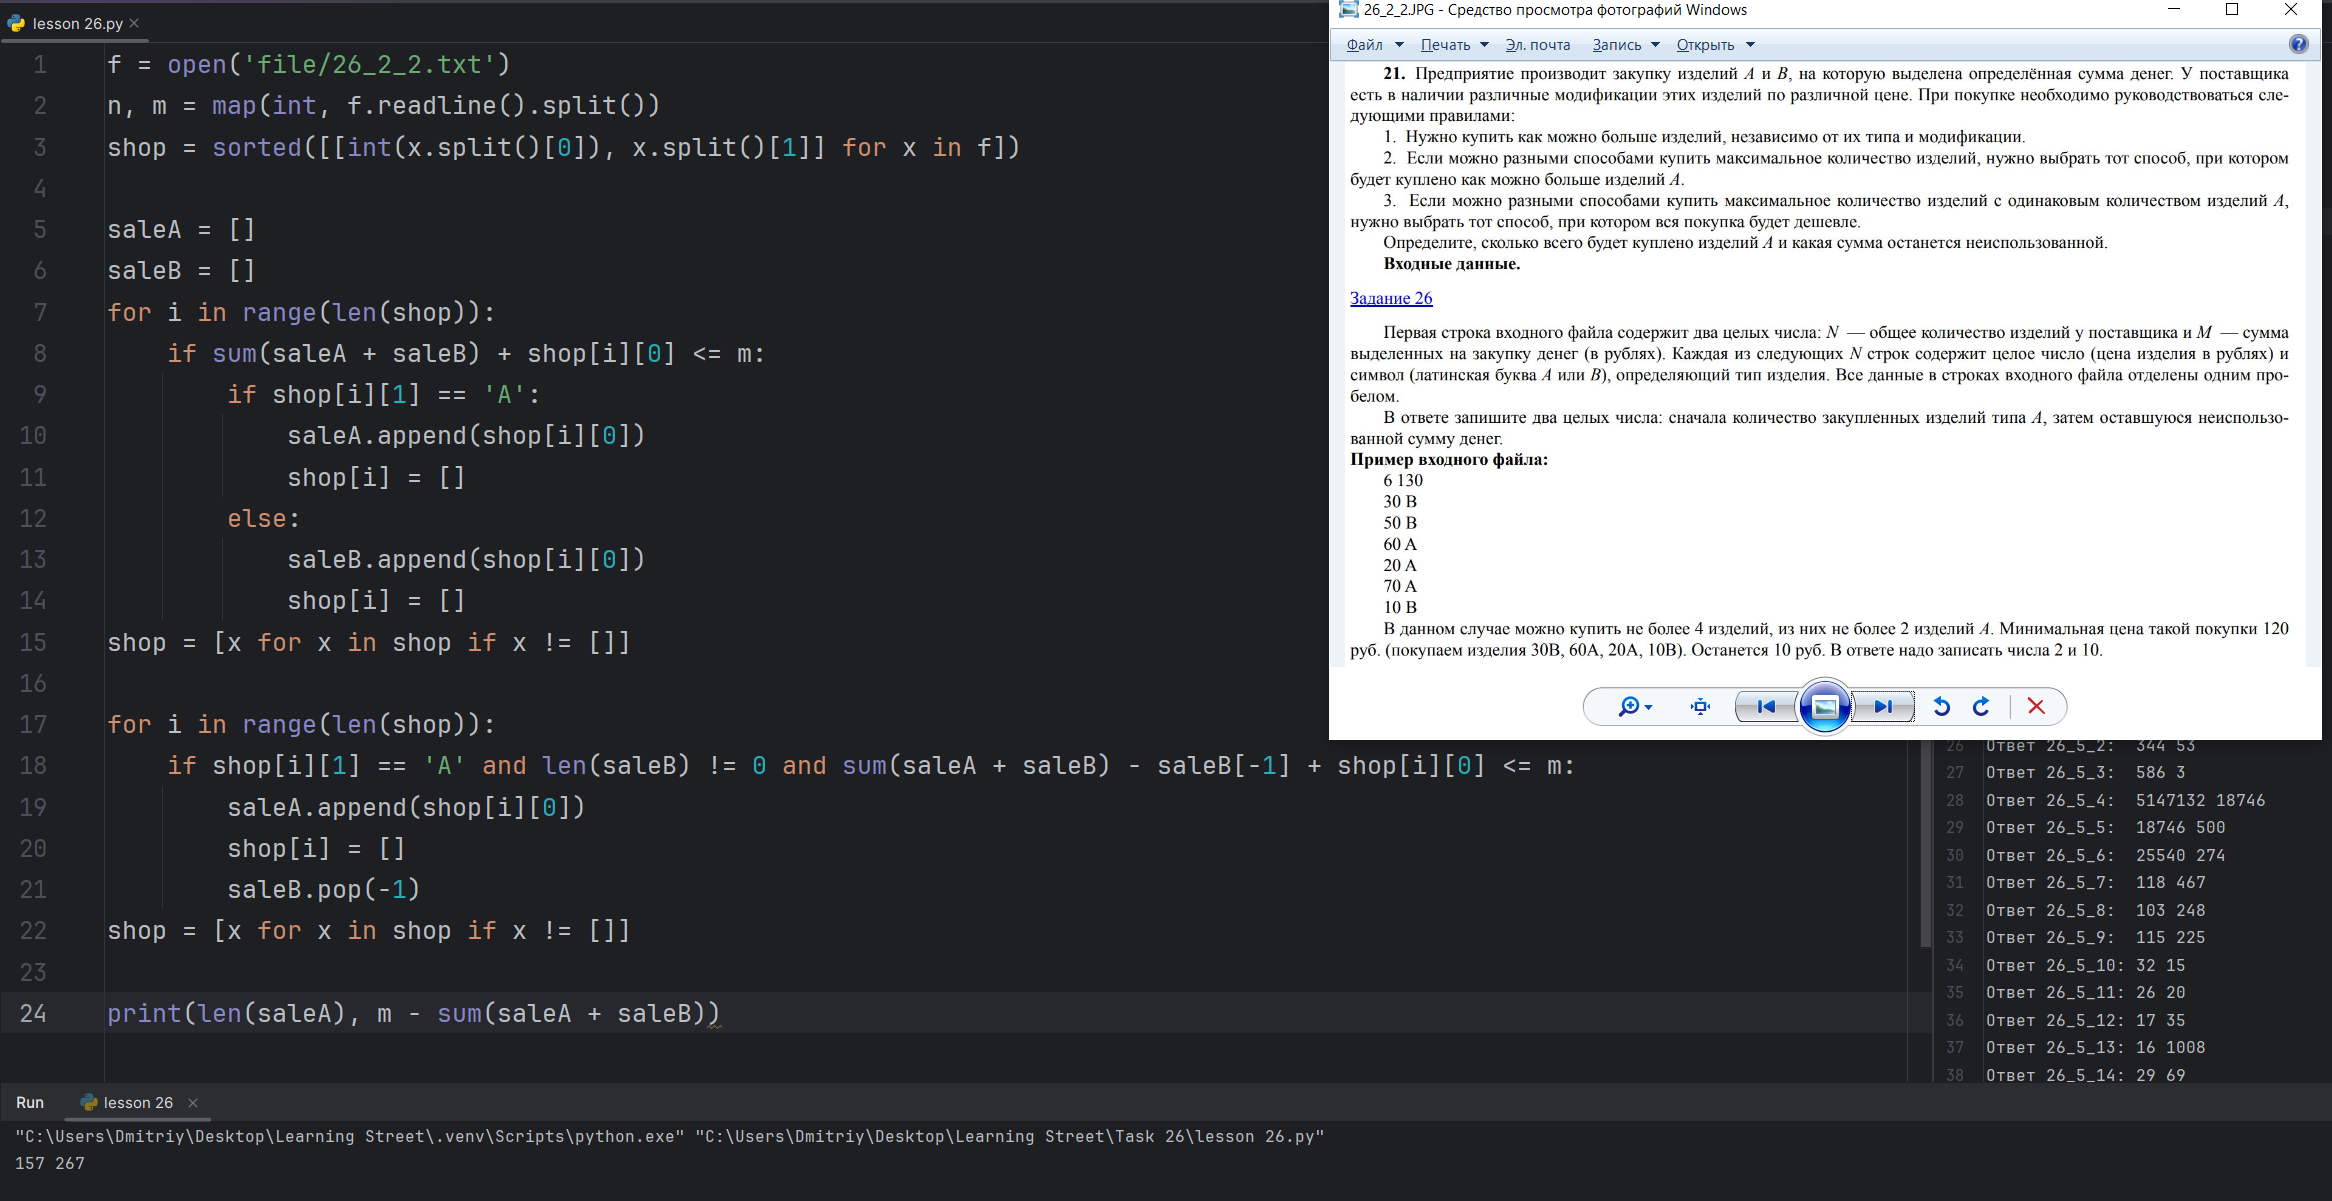 lesson 26.py
1 f = open('file/26_2_2.txt')
2 n, m = map(int, f.readline().split())
3 shop = sorted([[int(x.split()[0]), x.split()[1]] for x in f])
4
5 saleA = []
6 saleB = []
7 for i in range(len(shop)):
8 if sum(saleA + saleB) + shop[i][0] <= m:
9 if shop[i][1] == 'A':
10 saleA.append(shop[i][0])
11 shop[i] = []
12 else:
13 saleB.append(shop[i][0])
14 shop[i] = []
15 shop = [x for x in shop if x != []]
16
17 for i in range(len(shop)):
18 if shop[i][1] == 'A' and len(saleB) != 0 and sum(saleA + saleB) - saleB[-1] + shop[i][0] <= m:
19 saleA.append(shop[i][0])
20 shop[i] = []
21 saleB.pop(-1)
22 shop = [x for x in shop if x != []]
23
24 print(len(saleA), m - sum(saleA + saleB))
26_2_2.JPG - Средство просмотра фотографий Windows
Файл Печать Эл. почта Запись Открыть
21. Предприятие производит закупку изделий A и B, на которую выделена определённая сумма денег. У поставщика
есть в наличии различные модификации этих изделий по различной цене. При покупке необходимо руководствоваться сле-
дующими правилами:
1. Нужно купить как можно больше изделий, независимо от их типа и модификации.
2. Если можно разными способами купить максимальное количество изделий, нужно выбрать тот способ, при котором
будет куплено как можно больше изделий A.
3. Если можно разными способами купить максимальное количество изделий с одинаковым количеством изделий A,
нужно выбрать тот способ, при котором вся покупка будет дешевле.
Определите, сколько всего будет куплено изделий A и какая сумма останется неиспользованной.
Входные данные.
Задание 26
Первая строка входного файла содержит два целых числа: N — общее количество изделий у поставщика и M — сумма
выделенных на закупку денег (в рублях). Каждая из следующих N строк содержит целое число (цена изделия в рублях) и
символ (латинская буква A или B), определяющий тип изделия. Все данные в строках входного файла отделены одним про-
белом.
В ответе запишите два целых числа: сначала количество закупленных изделий типа A, затем оставшуюся неиспользо-
ванной сумму денег.
Пример входного файла:
6 130
30 B
50 B
60 A
20 A
70 A
10 B
В данном случае можно купить не более 4 изделий, из них не более 2 изделий A. Минимальная цена такой покупки 120
руб. (покупаем изделия 30B, 60A, 20A, 10B). Останется 10 руб. В ответе надо записать числа 2 и 10.
26 Ответ 26_5_2: 344 53
27 Ответ 26_5_3: 586 3
28 Ответ 26_5_4: 5147132 18746
29 Ответ 26_5_5: 18746 500
30 Ответ 26_5_6: 25540 274
31 Ответ 26_5_7: 118 467
32 Ответ 26_5_8: 103 248
33 Ответ 26_5_9: 115 225
34 Ответ 26_5_10: 32 15
35 Ответ 26_5_11: 26 20
36 Ответ 26_5_12: 17 35
37 Ответ 26_5_13: 16 1008
38 Ответ 26_5_14: 29 69
Run lesson 26
"C:\Users\Dmitriy\Desktop\Learning Street\.venv\Scripts\python.exe" "C:\Users\Dmitriy\Desktop\Learning Street\Task 26\lesson 26.py"
157 267